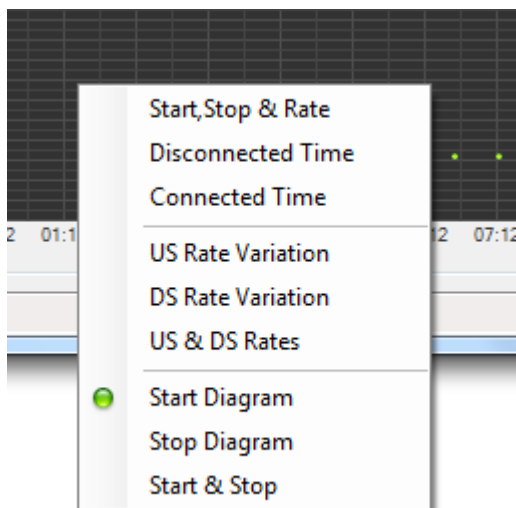 Start,Stop & Rate
Disconnected Time
Connected Time
2 01:1 12 07:12
US Rate Variation
DS Rate Variation
US & DS Rates
Start Diagram
Stop Diagram
Start & Stop